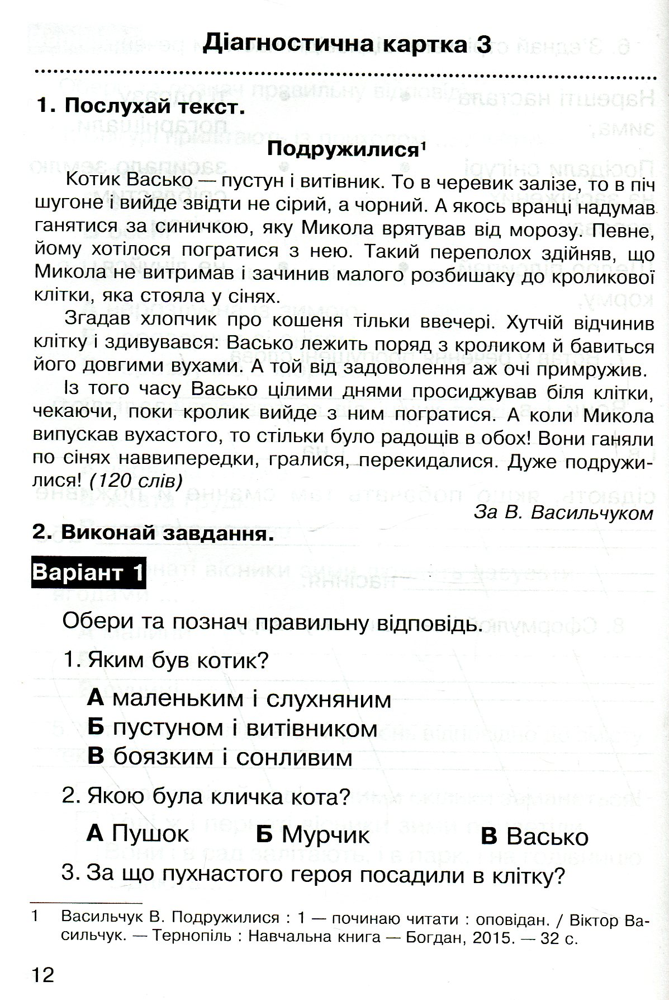 Діагностична картка 3
1. Послухай текст.
Подружилися¹
Котик Васько — пустун і витівник. То в черевик залізе, то в піч
шугоне і вийде звідти не сірий, а чорний. А якось вранці надумав
ганятися за синичкою, яку Микола врятував від морозу. Певне,
йому хотілося погратися з нею. Такий переполох здійняв, що
Микола не витримав і зачинив малого розбишаку до кроликової
клітки, яка стояла у сінях.
Згадав хлопчик про кошеня тільки ввечері. Хутчій відчинив
клітку і здивувався: Васько лежить поряд з кроликом й бавиться
його довгими вухами. А той від задоволення аж очі примружив.
Із того часу Васько цілими днями просиджував біля клітки,
чекаючи, поки кролик вийде з ним погратися. А коли Микола
випускав вухастого, то стільки було радощів в обох! Вони ганяли
по сінях наввипередки, гралися, перекидалися. Дуже подружи-
лися! (120 слів)
За В. Васильчуком
2. Виконай завдання.
Варіант 1
Обери та познач правильну відповідь.
1. Яким був котик?
А маленьким і слухняним
Б пустуном і витівником
В боязким і сонливим
2. Якою була кличка кота?
А Пушок Б Мурчик В Васько
3. За що пухнастого героя посадили в клітку?
1 Васильчук В. Подружилися : 1 — починаю читати : оповідан. / Віктор Ва-
сильчук. — Тернопіль : Навчальна книга — Богдан, 2015. — 32 с.
12